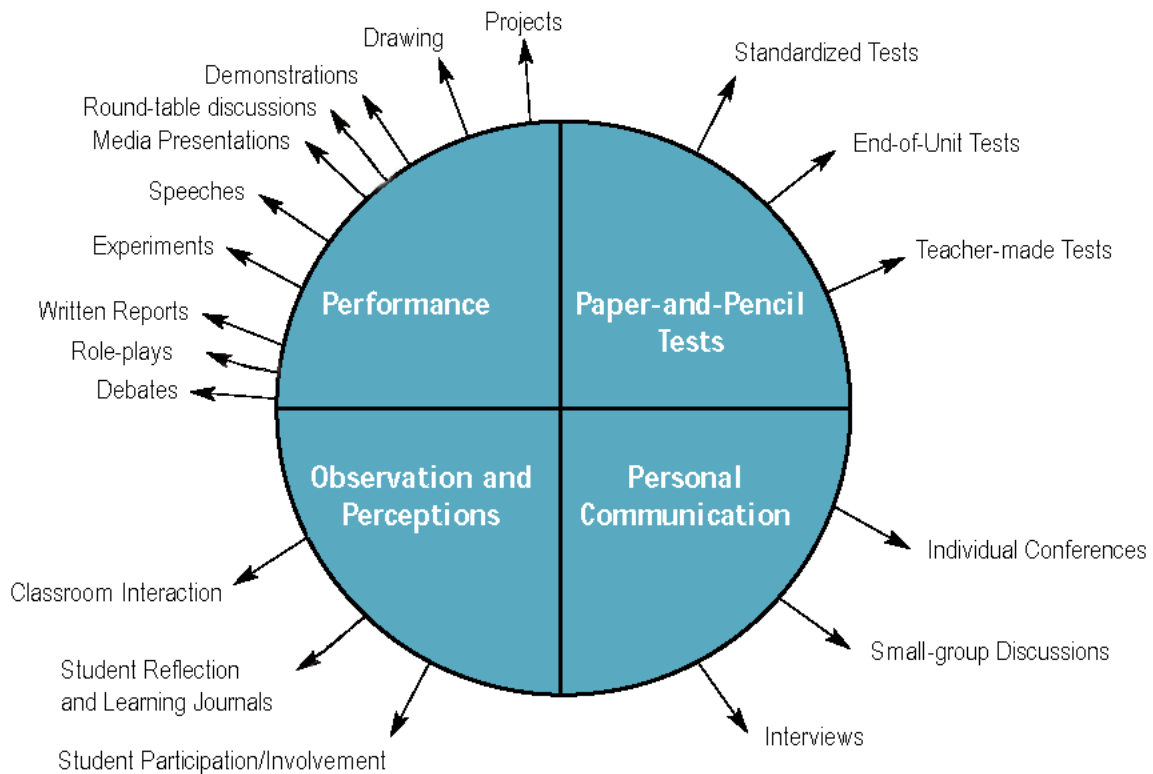 Projects
Drawing
Standardized Tests
Demonstrations
Round-table discussions
Media Presentations
End-of-Unit Tests
Speeches
Experiments
Teacher-made Tests
Written Reports
Role-plays
Debates
Performance
Paper-and-Pencil
Tests
Observation and
Perceptions
Personal
Communication
Individual Conferences
Classroom Interaction
Small-group Discussions
Student Reflection
and Learning Journals
Interviews
Student Participation/Involvement